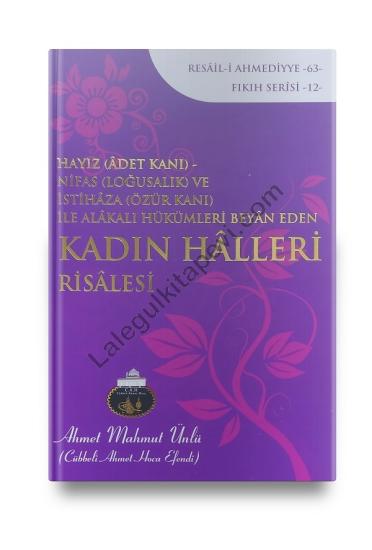 RESÂİL-İ AHMEDİYYE -63-
FIKIH SERİSİ -12-
HAYIZ (ÂDET KANI) -
NİFAS (LOĞUSALIK) VE
İSTİHÂZA (ÖZÜR KANI)
İLE ALÂKALI HÜKÜMLERİ BEYÂN EDEN
KADIN HÂLLERİ
RİSÂLESİ
Lalegulkitapevi.com
Ahmet Mahmut Ünlü
(Cübbeli Ahmet Hoca Efendi)